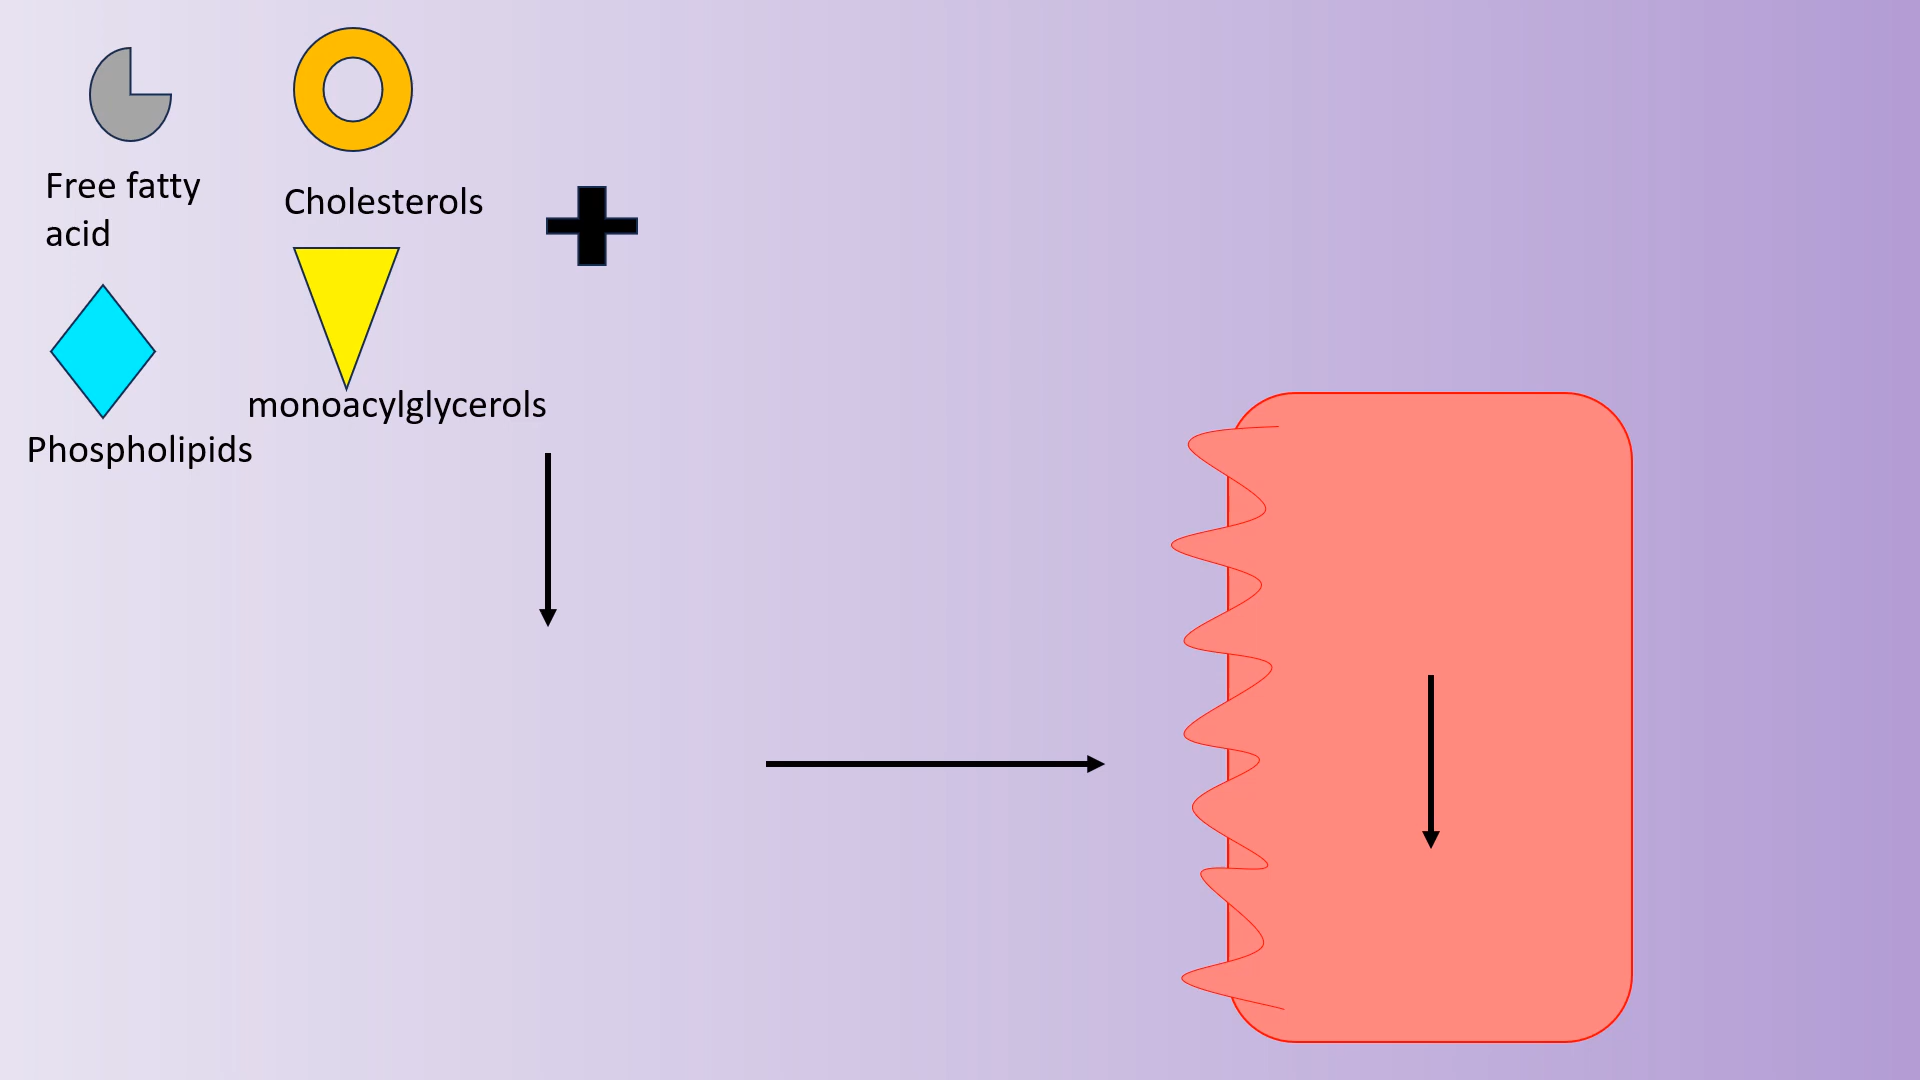 Free fatty
acid
Cholesterols
monoacylglycerols
Phospholipids